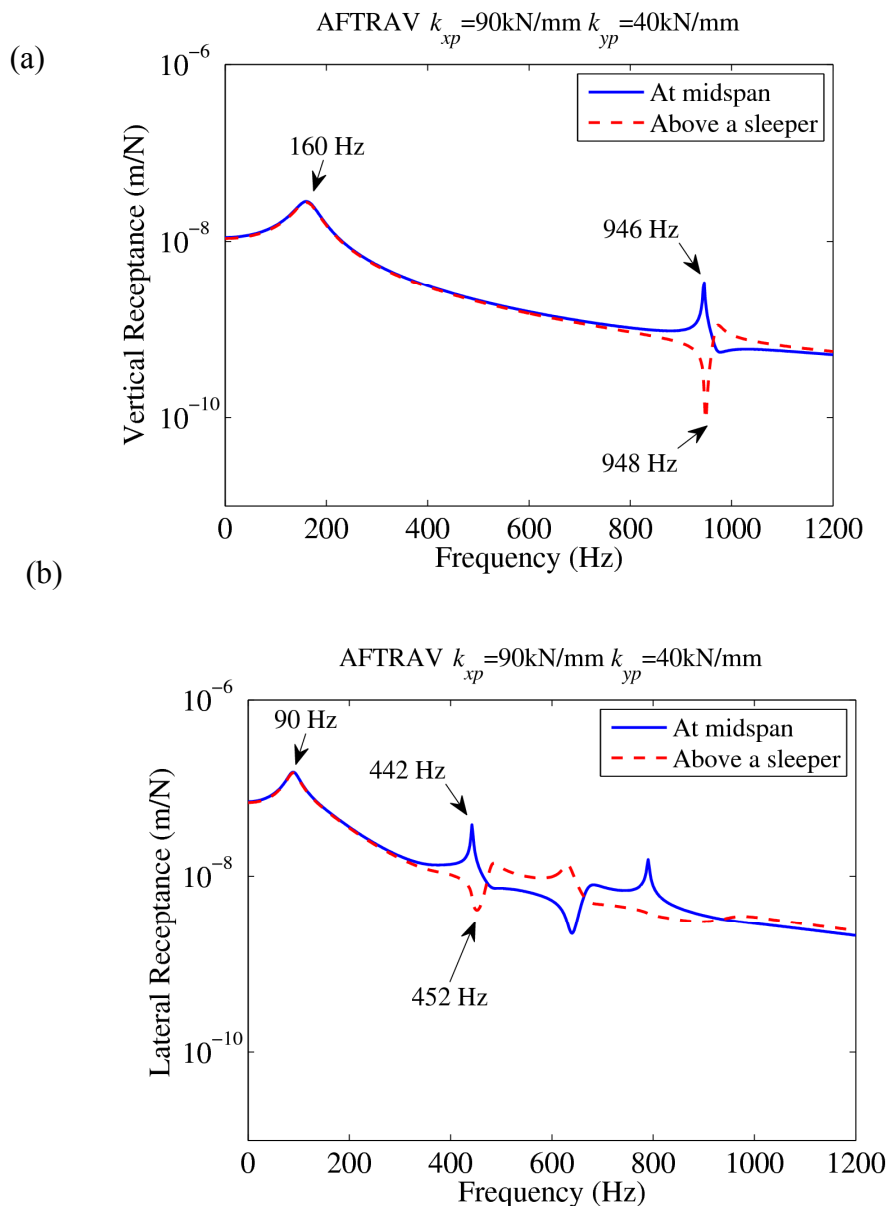 (a)
AFTRAV k_xp=90kN/mm k_yp=40kN/mm
At midspan
Above a sleeper
160 Hz
946 Hz
948 Hz
Vertical Receptance (m/N)
10^-6
10^-8
10^-10
0 200 400 600 800 1000 1200
Frequency (Hz)
(b)
AFTRAV k_xp=90kN/mm k_yp=40kN/mm
At midspan
Above a sleeper
90 Hz
442 Hz
452 Hz
Lateral Receptance (m/N)
10^-6
10^-8
10^-10
0 200 400 600 800 1000 1200
Frequency (Hz)